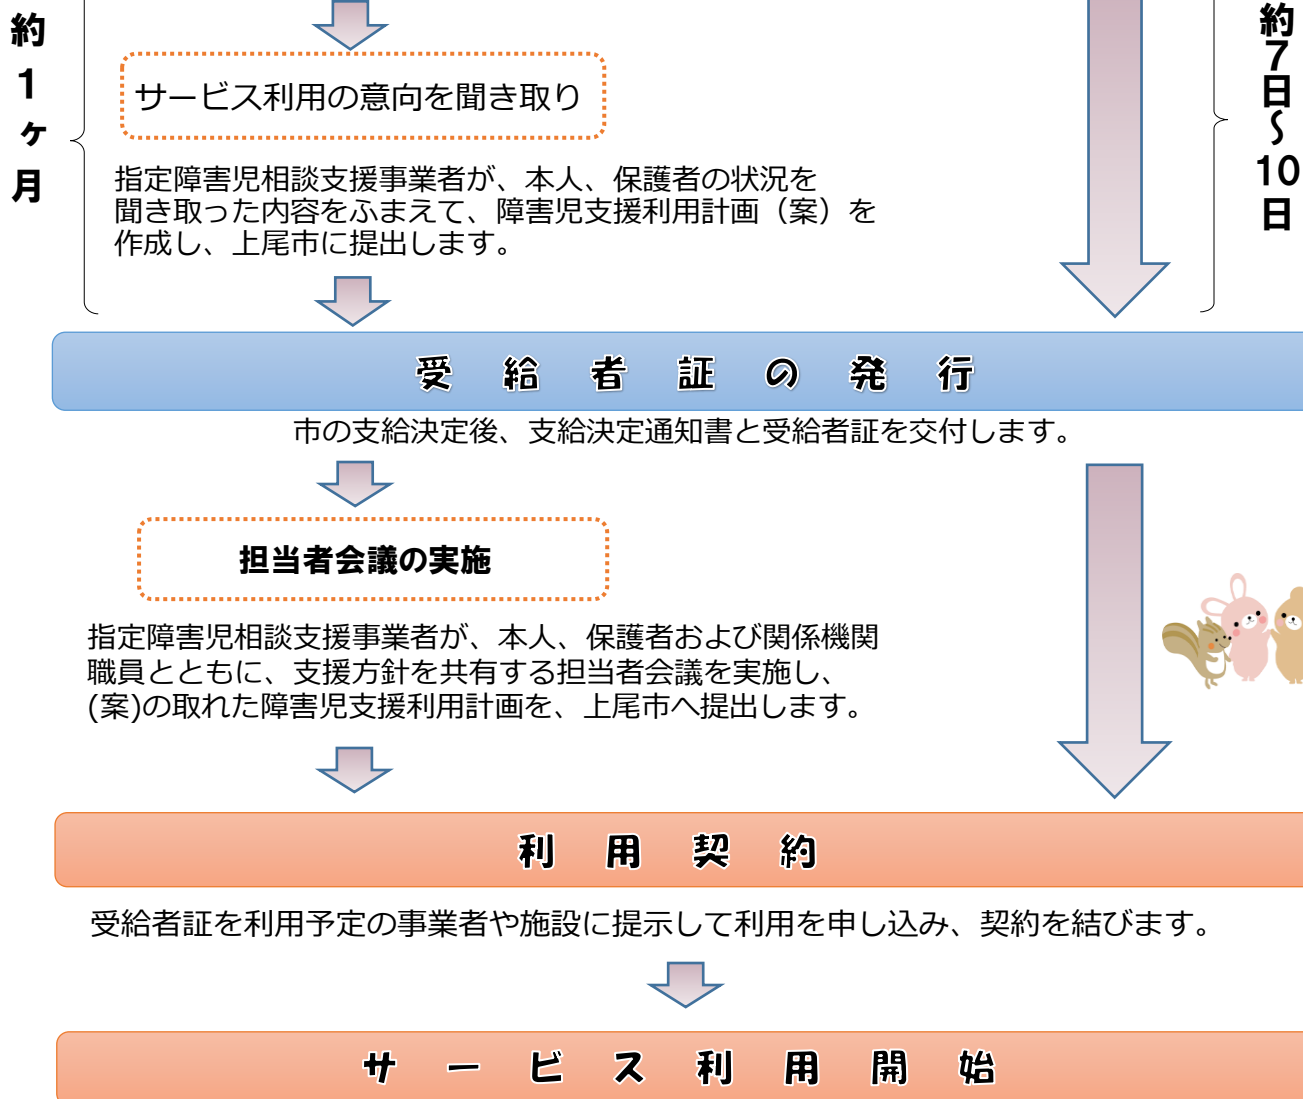 約1ヶ月
約7日～10日
サービス利用の意向を聞き取り
指定障害児相談支援事業者が、本人、保護者の状況を
聞き取った内容をふまえて、障害児支援利用計画（案）を
作成し、上尾市に提出します。
受給者証の発行
市の支給決定後、支給決定通知書と受給者証を交付します。
担当者会議の実施
指定障害児相談支援事業者が、本人、保護者および関係機関
職員とともに、支援方針を共有する担当者会議を実施し、
(案)の取れた障害児支援利用計画を、上尾市へ提出します。
利用契約
受給者証を利用予定の事業者や施設に提示して利用を申し込み、契約を結びます。
サービス利用開始